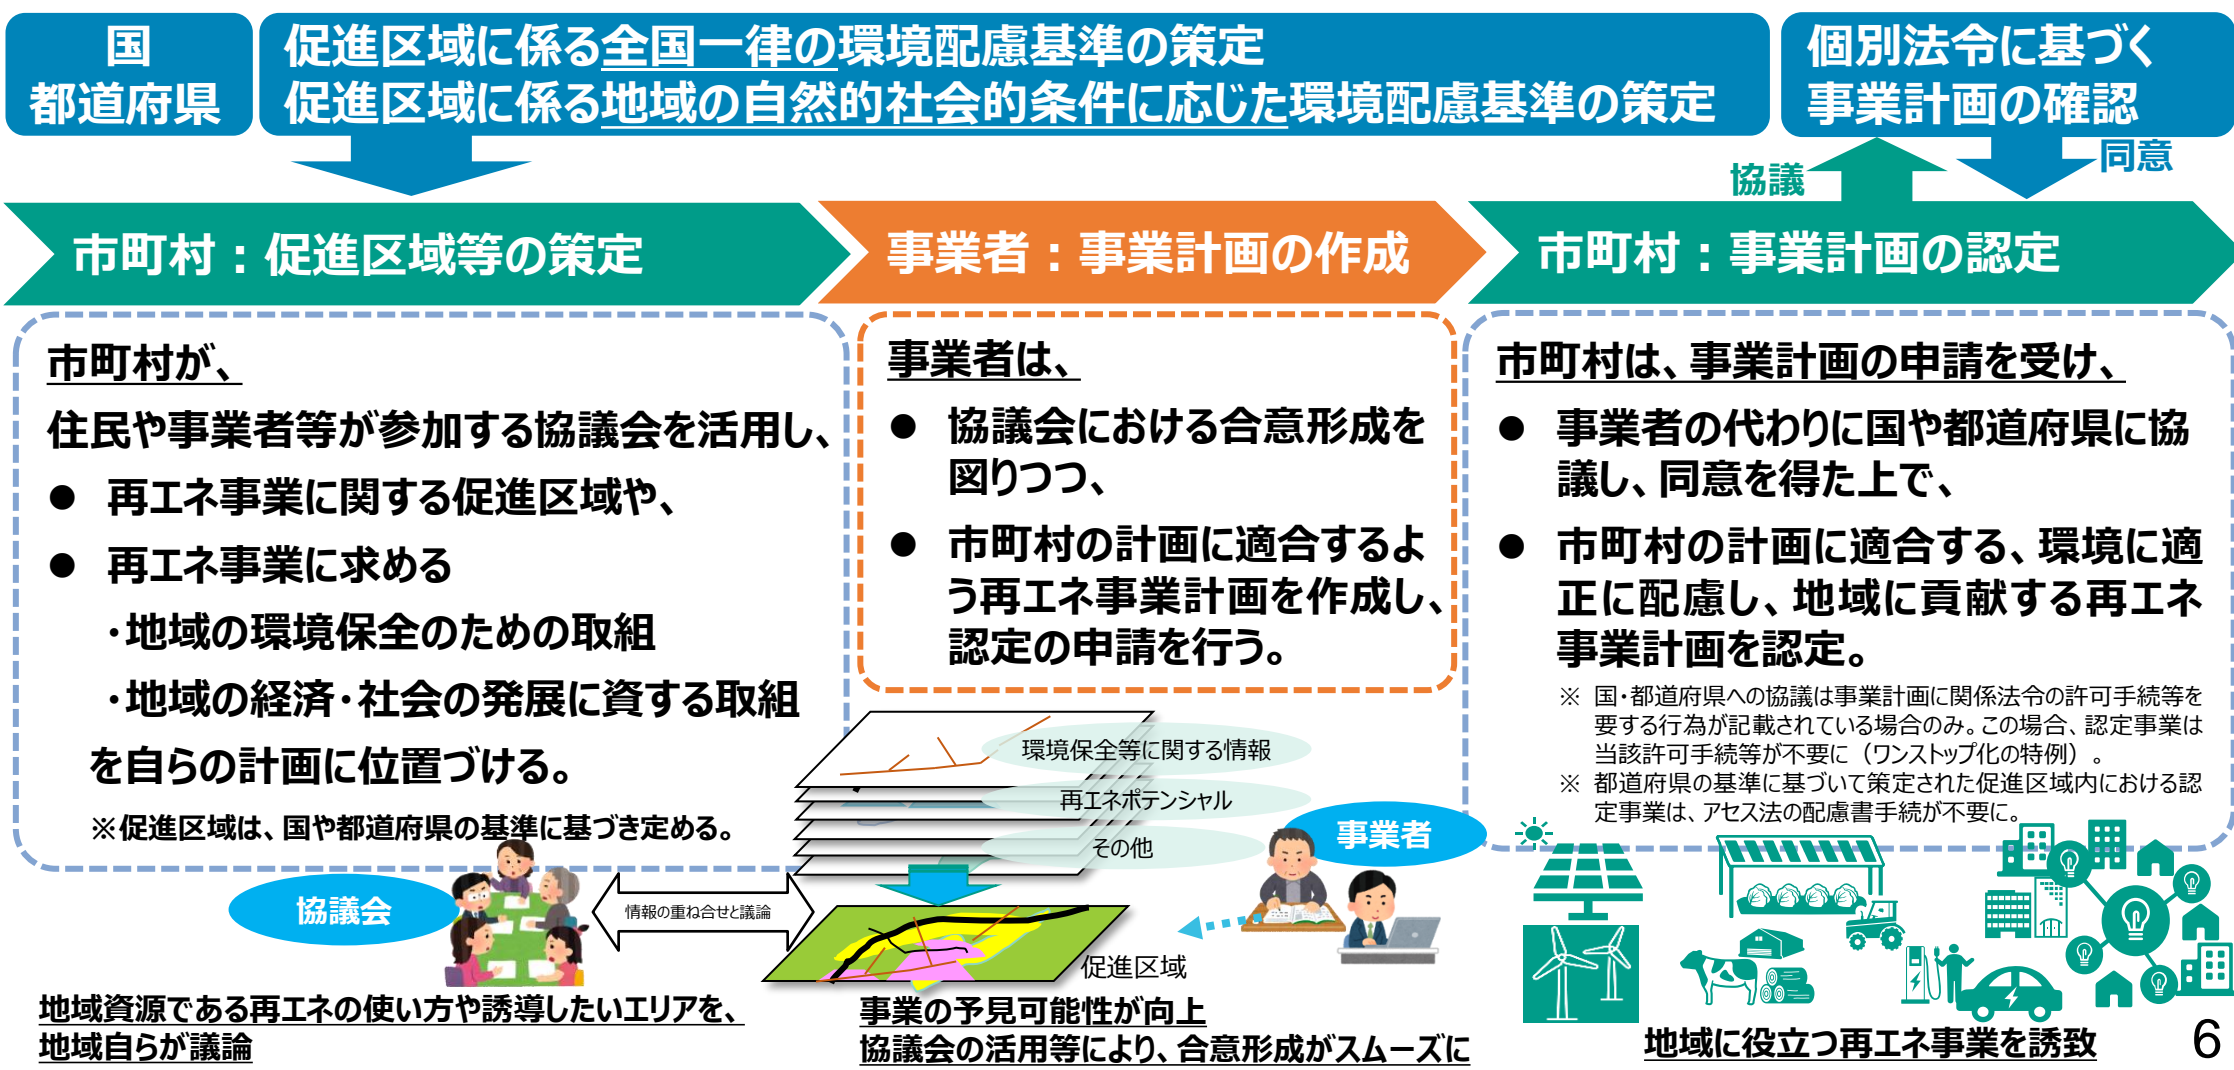 国
都道府県
促進区域に係る全国一律の環境配慮基準の策定
促進区域に係る地域の自然的社会的条件に応じた環境配慮基準の策定
個別法令に基づく
事業計画の確認
協議
同意
市町村：促進区域等の策定
事業者：事業計画の作成
市町村：事業計画の認定
市町村が、
住民や事業者等が参加する協議会を活用し、
● 再エネ事業に関する促進区域や、
● 再エネ事業に求める
・地域の環境保全のための取組
・地域の経済・社会の発展に資する取組
を自らの計画に位置づける。
※促進区域は、国や都道府県の基準に基づき定める。
事業者は、
● 協議会における合意形成を
図りつつ、
● 市町村の計画に適合するよ
う再エネ事業計画を作成し、
認定の申請を行う。
市町村は、事業計画の申請を受け、
● 事業者の代わりに国や都道府県に協
議し、同意を得た上で、
● 市町村の計画に適合する、環境に適
正に配慮し、地域に貢献する再エネ
事業計画を認定。
※ 国・都道府県への協議は事業計画に関係法令の許可手続等を
要する行為が記載されている場合のみ。この場合、認定事業は
当該許可手続等が不要に（ワンストップ化の特例）。
※ 都道府県の基準に基づいて策定された促進区域内における認
定事業は、アセス法の配慮書手続が不要に。
環境保全等に関する情報
再エネポテンシャル
その他
事業者
協議会
情報の重ね合せと議論
促進区域
地域資源である再エネの使い方や誘導したいエリアを、
地域自らが議論
事業の予見可能性が向上
協議会の活用等により、合意形成がスムーズに
地域に役立つ再エネ事業を誘致
6